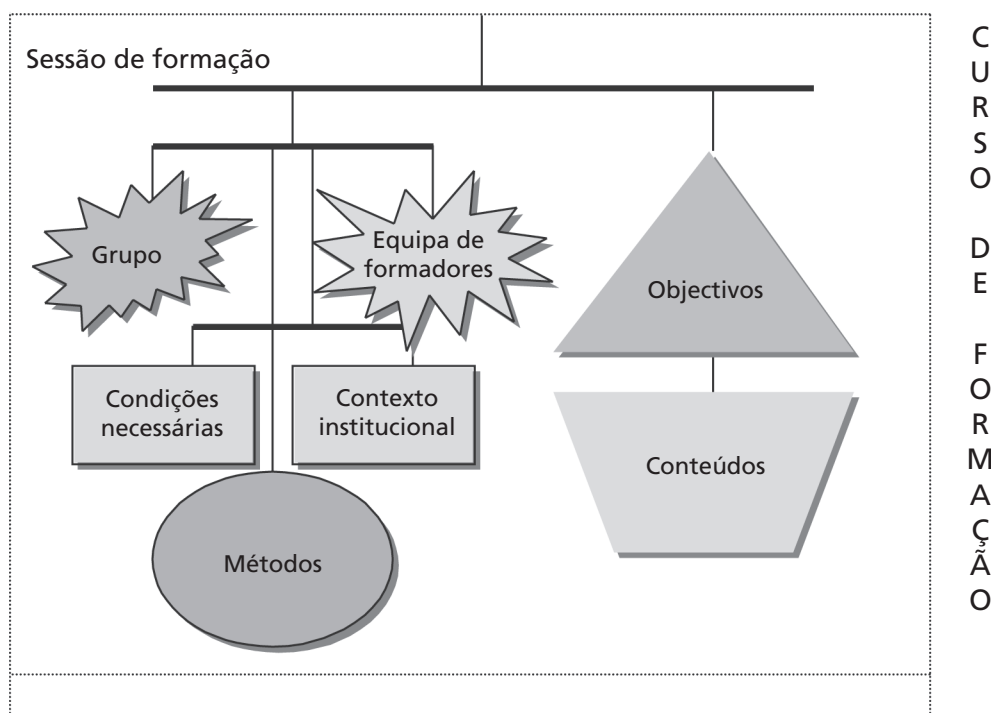 Sessão de formação
Grupo
Equipa de
formadores
Objectivos
Condições
necessárias
Contexto
institucional
Conteúdos
Métodos
C
U
R
S
O
D
E
F
O
R
M
A
Ç
Ã
O